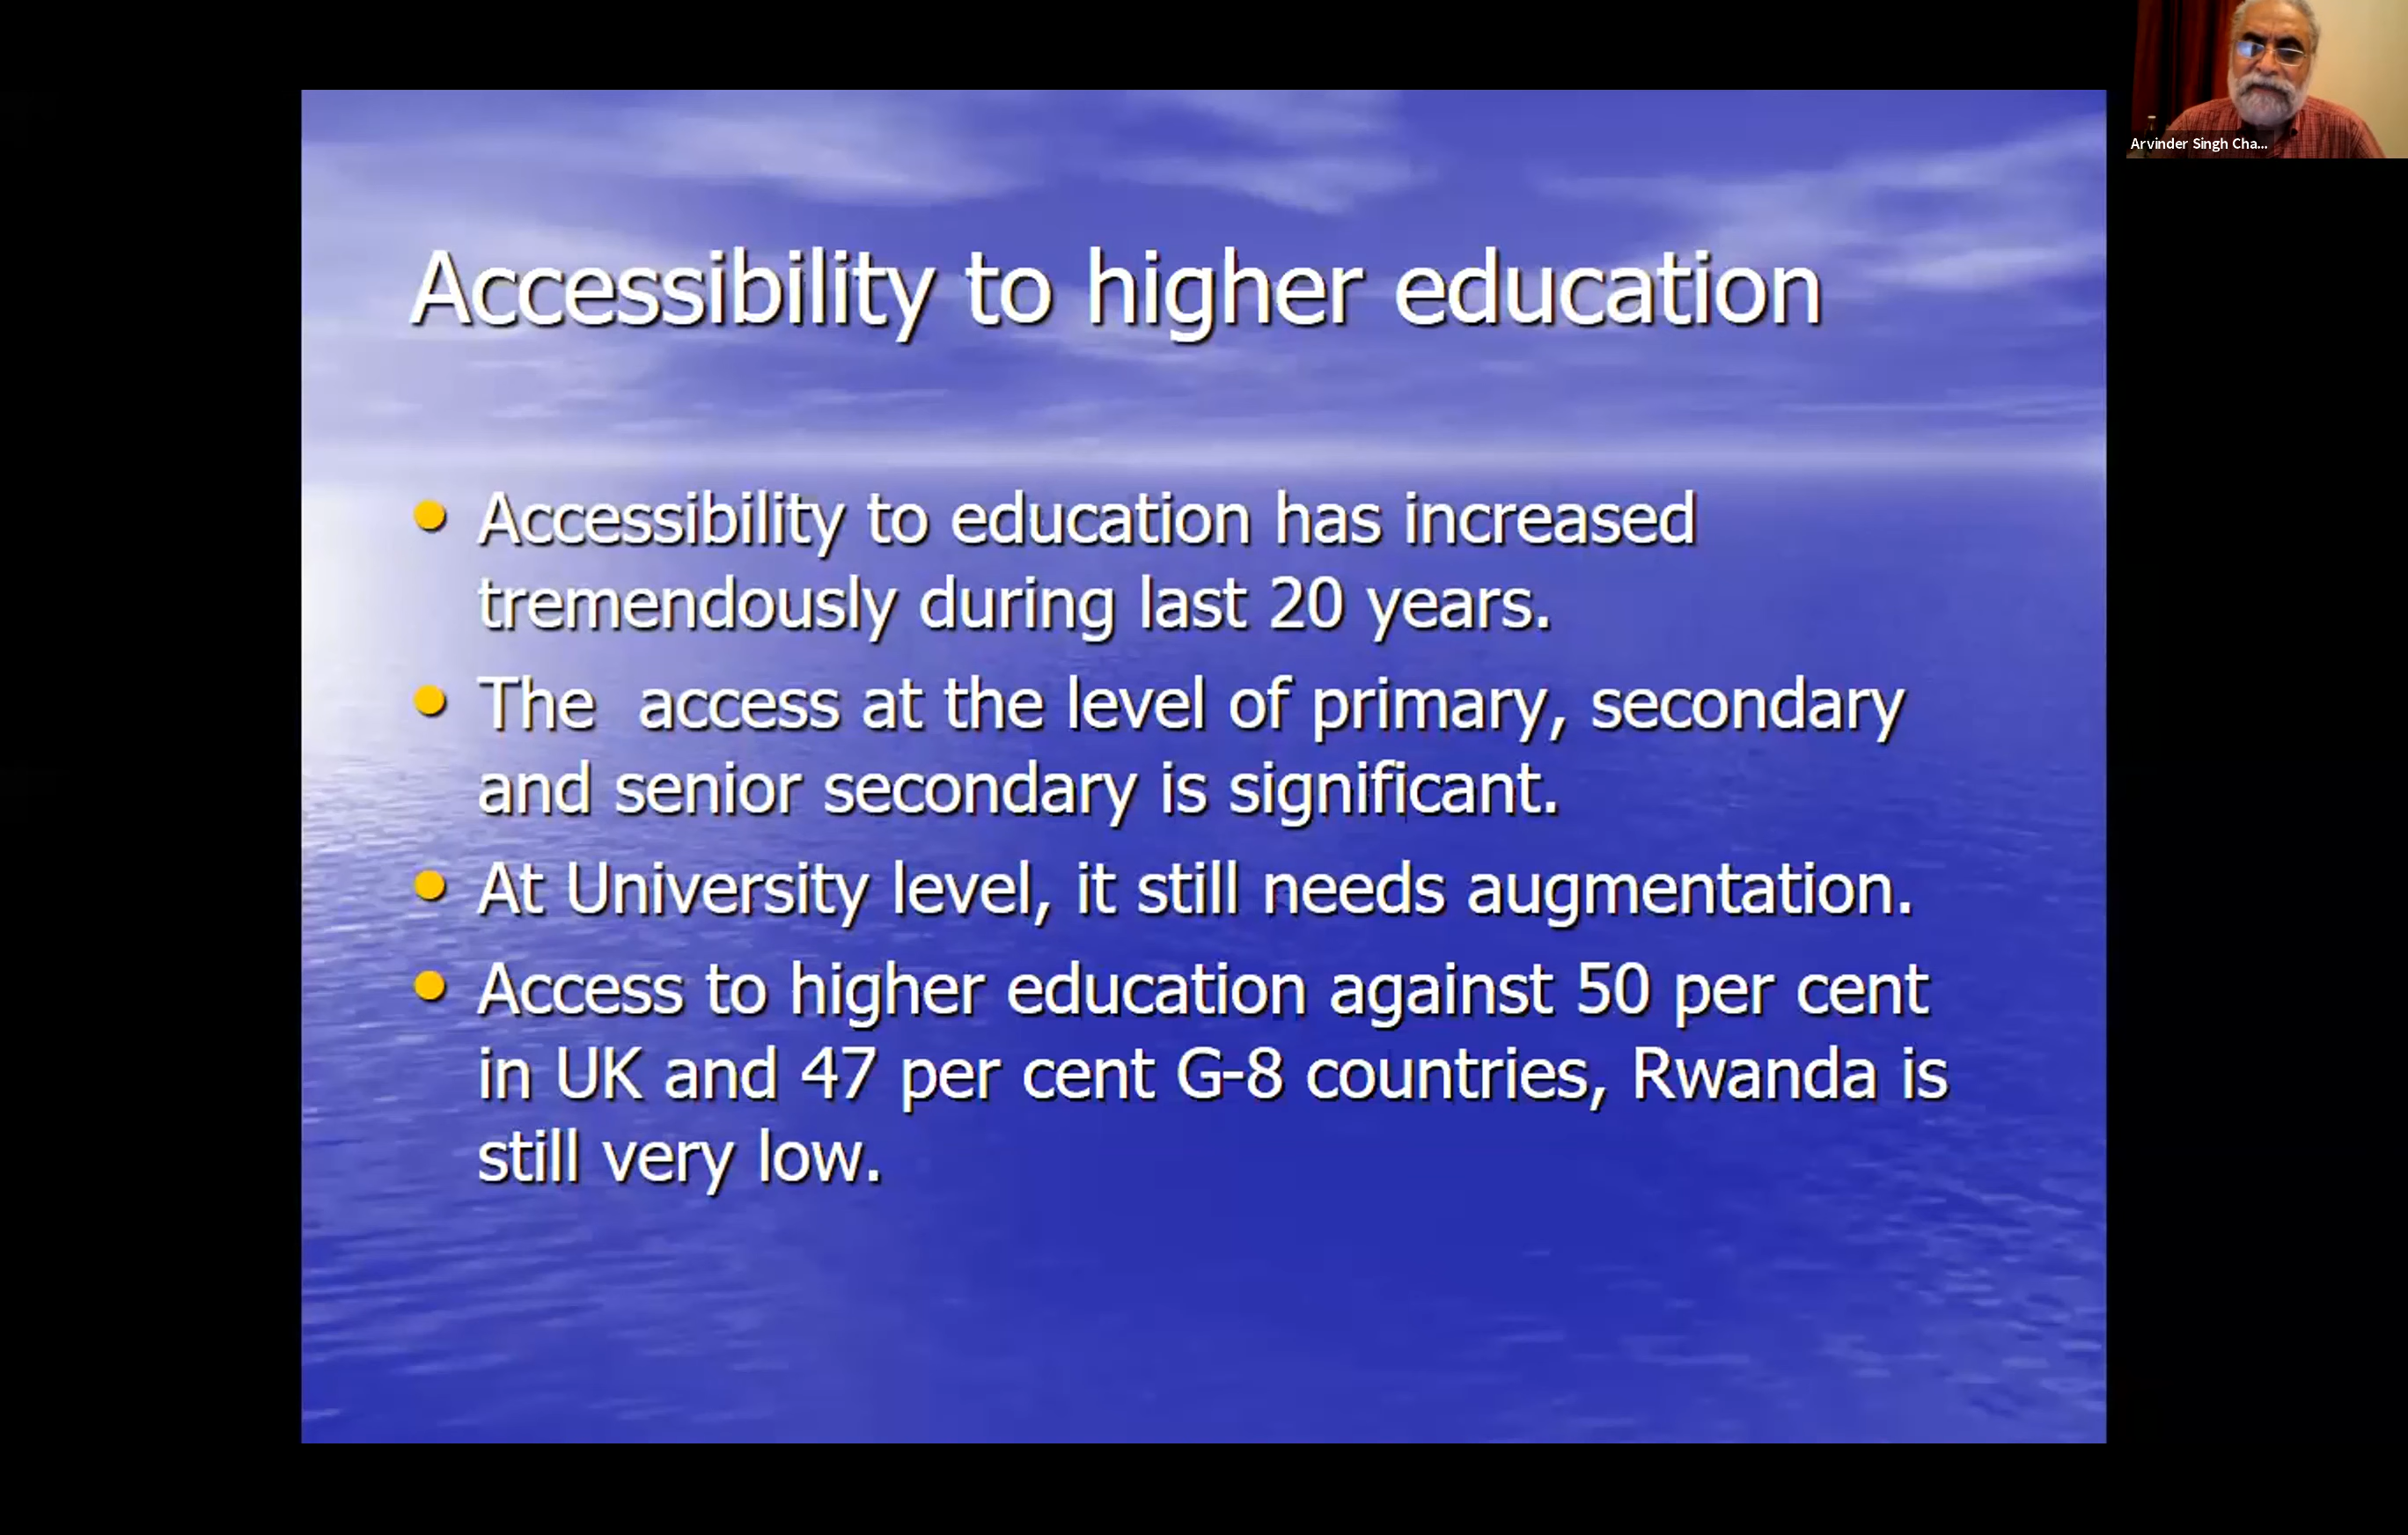 Arvinder Singh Cha...
Accessibility to higher education
• Accessibility to education has increased
tremendously during last 20 years.
• The  access at the level of primary, secondary
and senior secondary is significant.
• At University level, it still needs augmentation.
• Access to higher education against 50 per cent
in UK and 47 per cent G-8 countries, Rwanda is
still very low.